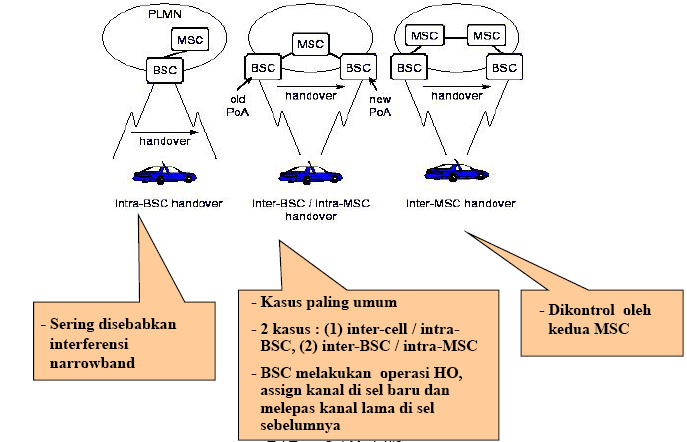 PLMN
MSC
BSC
handover
Intra-BSC handover
MSC
BSC
BSC
handover
old
PoA
new
PoA
Inter-BSC / Intra-MSC
handover
MSC
MSC
BSC
BSC
handover
Inter-MSC handover
- Sering disebabkan
interferensi
narrowband
- Kasus paling umum
- 2 kasus : (1) inter-cell / intra-
BSC, (2) inter-BSC / intra-MSC
- BSC melakukan operasi HO,
assign kanal di sel baru dan
melepas kanal lama di sel
sebelumnya
- Dikontrol oleh
kedua MSC